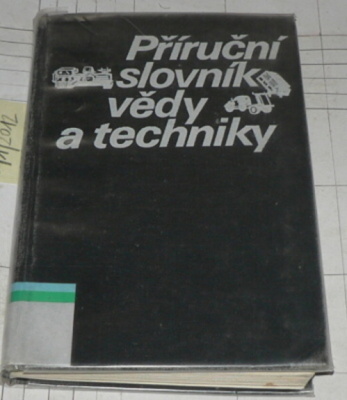 Příruční
slovník
vědy
a techniky